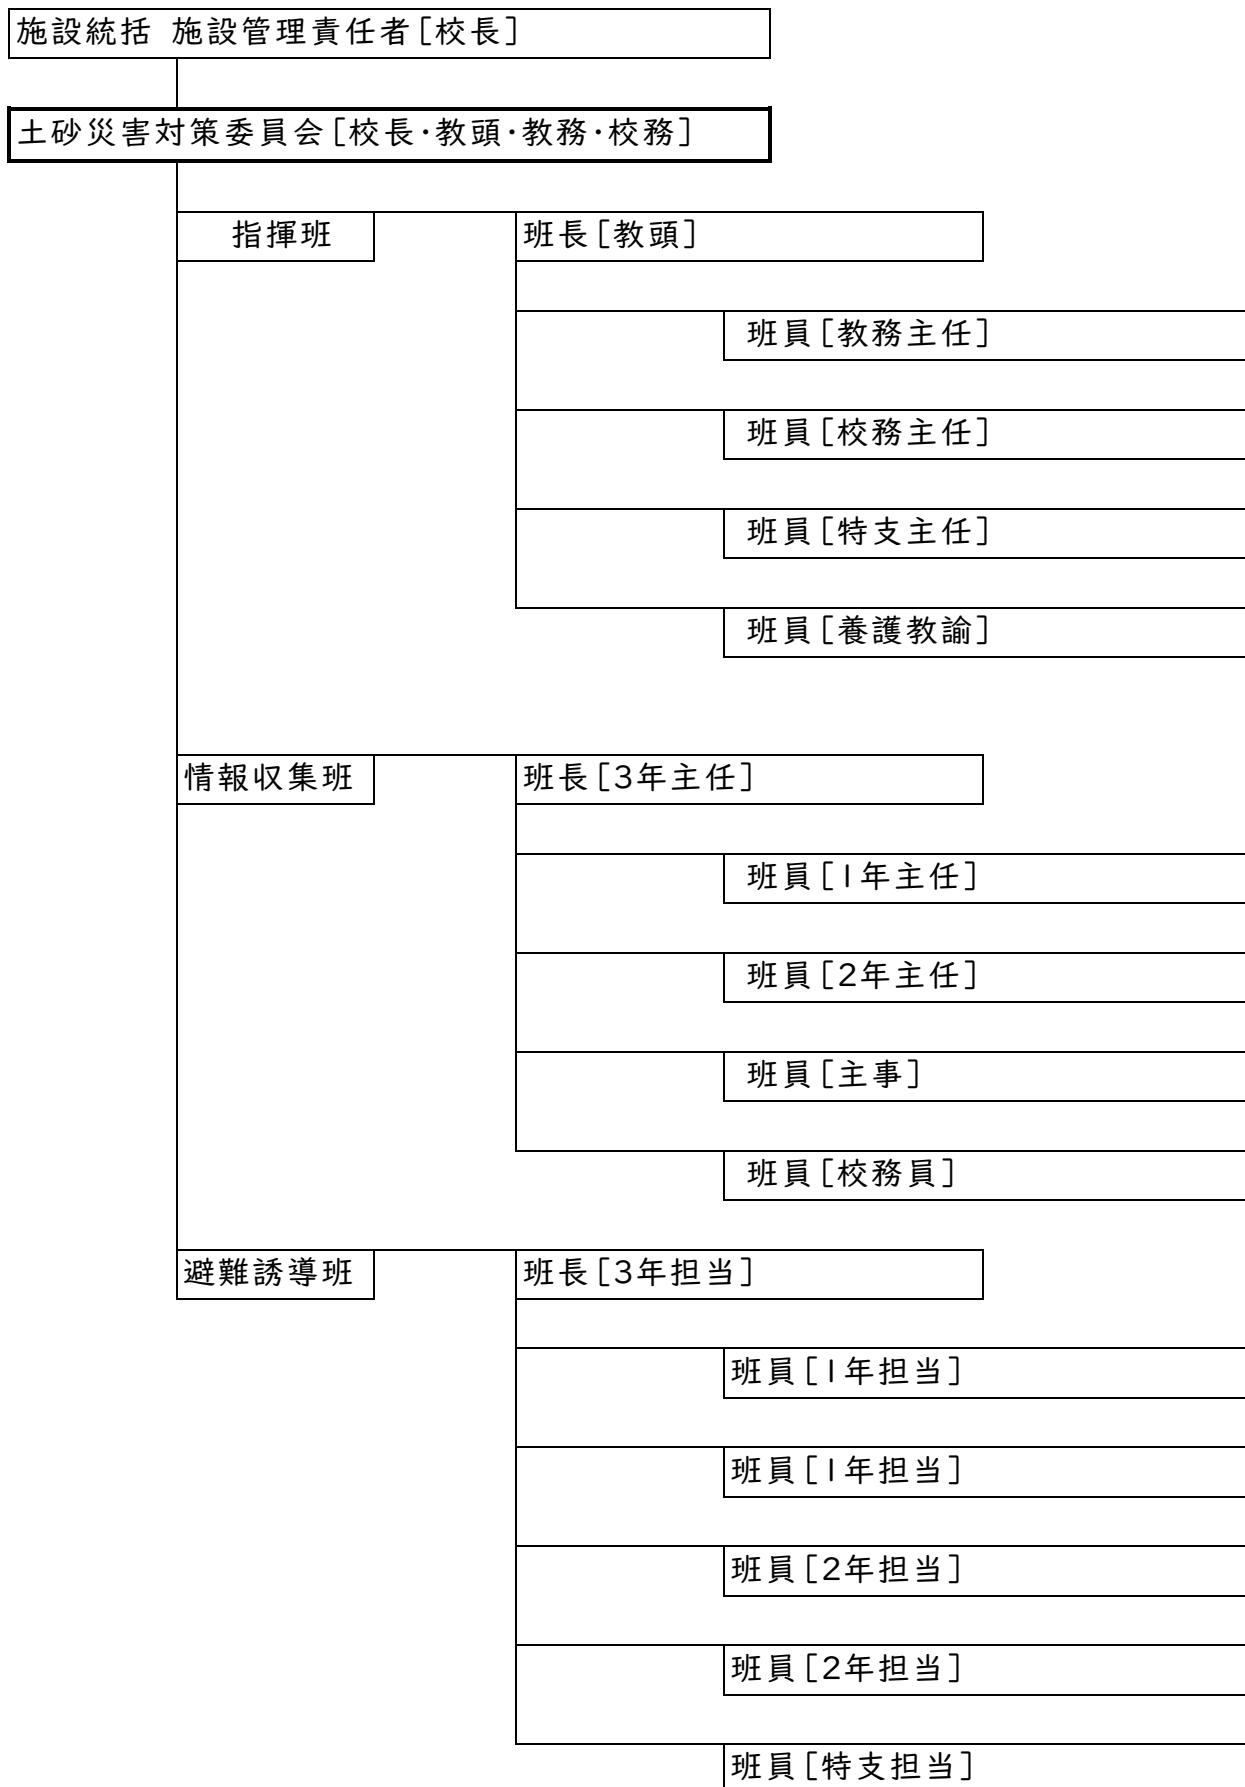 施設統括 施設管理責任者[校長]
土砂災害対策委員会[校長・教頭・教務・校務]
指揮班 班長[教頭]
班員[教務主任]
班員[校務主任]
班員[特支主任]
班員[養護教諭]
情報収集班 班長[3年主任]
班員[1年主任]
班員[2年主任]
班員[主事]
班員[校務員]
避難誘導班 班長[3年担当]
班員[1年担当]
班員[1年担当]
班員[2年担当]
班員[2年担当]
班員[特支担当]